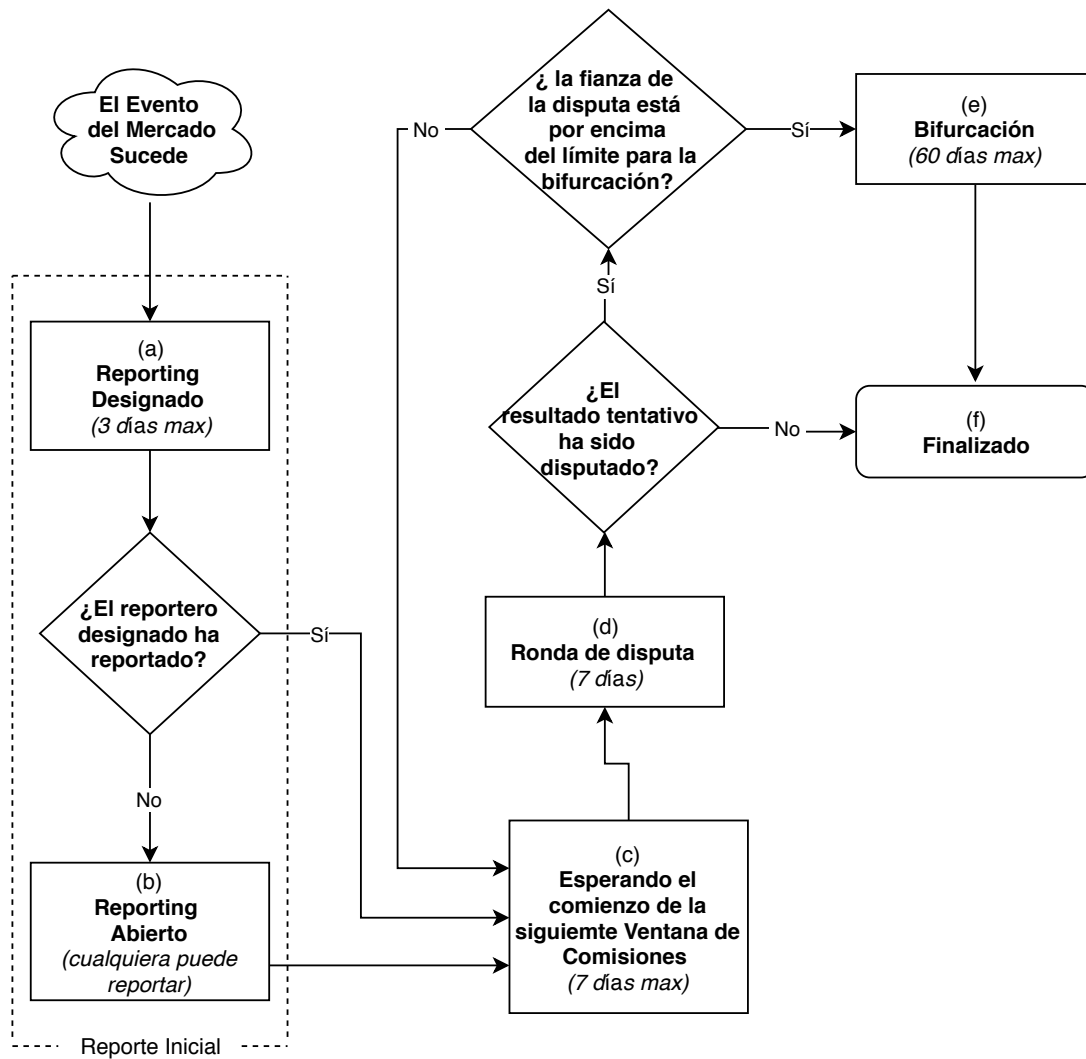 El Evento
del Mercado
Sucede
(a)
Reporting
Designado
(3 días max)
¿El reportero
designado ha
reportado?
Sí
No
(b)
Reporting
Abierto
(cualquiera puede
reportar)
Reporte Inicial
(c)
Esperando el
comienzo de la
siguiemte Ventana de
Comisiones
(7 días max)
(d)
Ronda de disputa
(7 días)
¿El
resultado tentativo
ha sido
disputado?
No
Sí
¿ la fianza de
la disputa está
por encima
del límite para la
bifurcación?
No
Sí
(e)
Bifurcación
(60 días max)
(f)
Finalizado